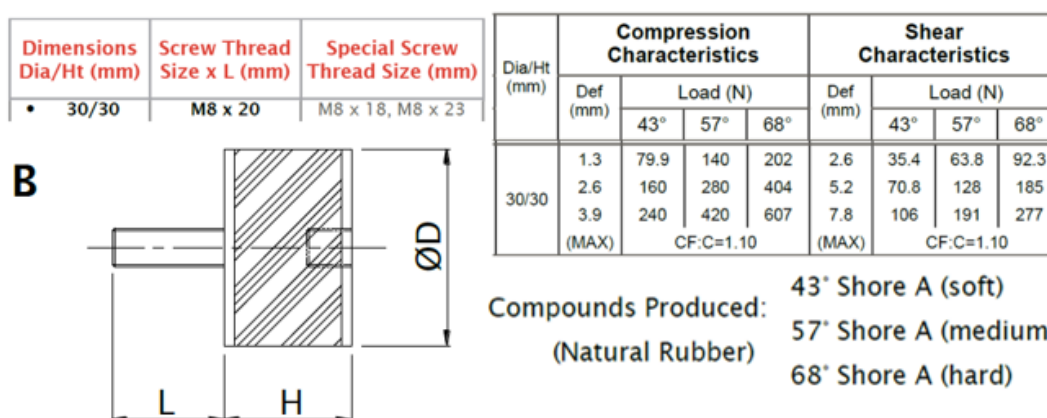 Dimensions Dia/Ht (mm) Screw Thread Size x L (mm) Special Screw Thread Size (mm)
• 30/30 M8 x 20 M8 x 18, M8 x 23
B
ØD
L H
Dia/Ht (mm) Compression Characteristics Shear Characteristics
Def (mm) Load (N) Def (mm) Load (N)
43° 57° 68° 43° 57° 68°
30/30
1.3 79.9 140 202 2.6 35.4 63.8 92.3
2.6 160 280 404 5.2 70.8 128 185
3.9 240 420 607 7.8 106 191 277
(MAX) CF:C=1.10 (MAX) CF:C=1.10
Compounds Produced:
(Natural Rubber)
43° Shore A (soft)
57° Shore A (medium
68° Shore A (hard)